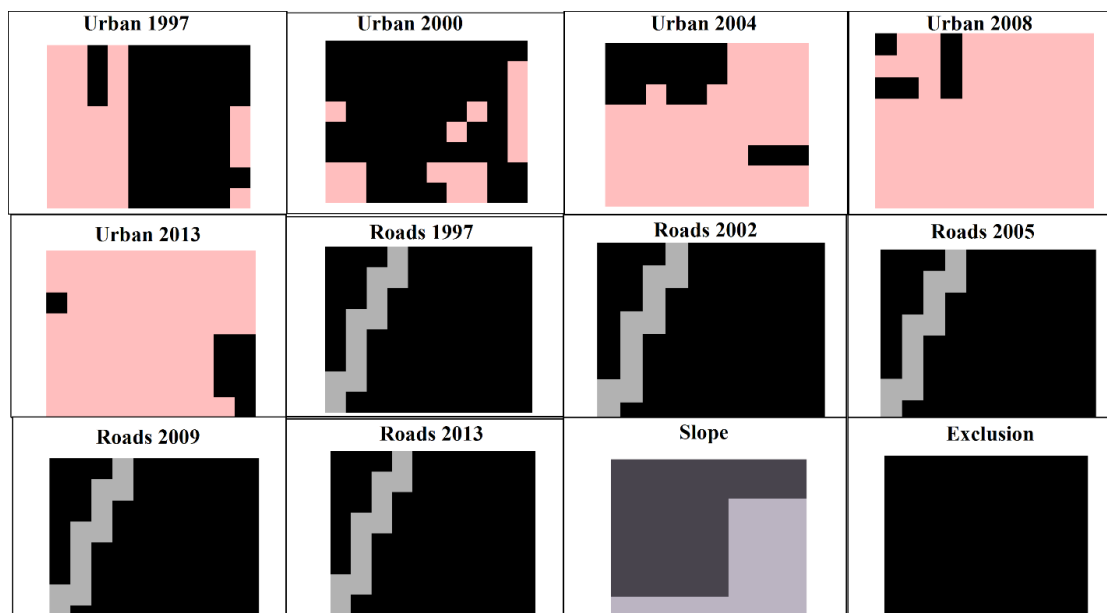 Urban 1997
Urban 2000
Urban 2004
Urban 2008
Urban 2013
Roads 1997
Roads 2002
Roads 2005
Roads 2009
Roads 2013
Slope
Exclusion